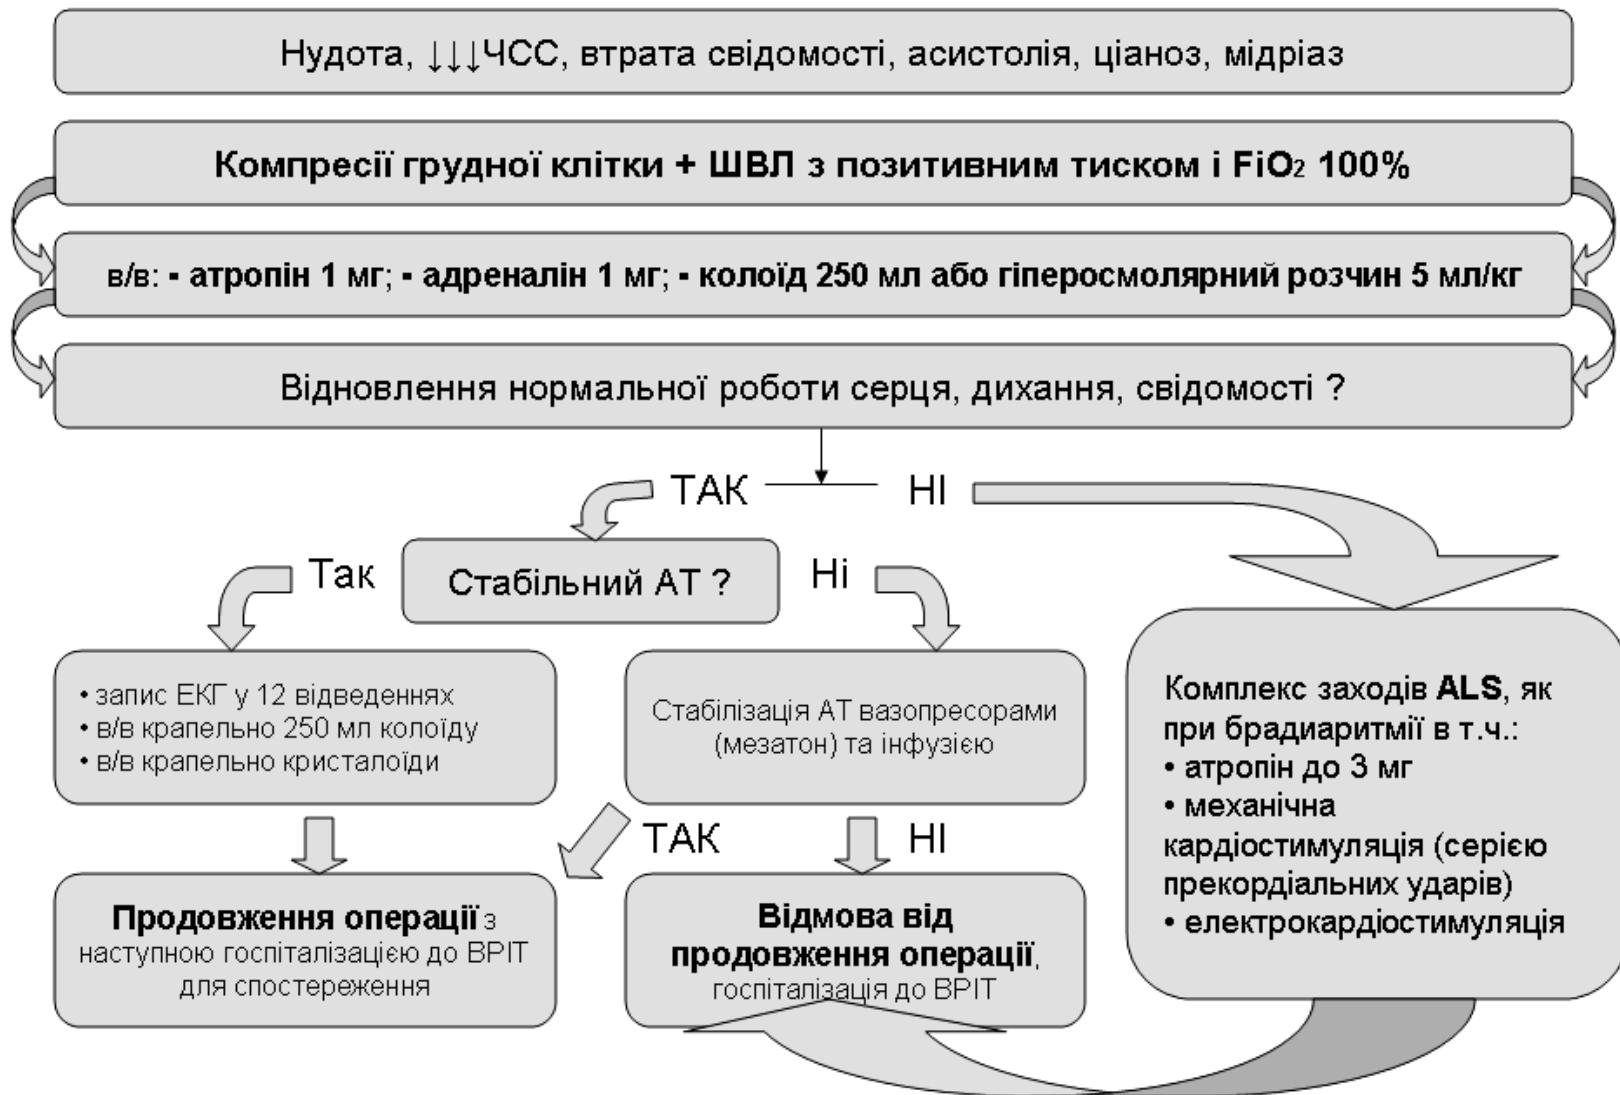 Нудота, ↓↓↓ЧСС, втрата свідомості, асистолія, ціаноз, мідріаз
Компресії грудної клітки + ШВЛ з позитивним тиском і FiO₂ 100%
в/в: - атропін 1 мг; - адреналін 1 мг; - колоїд 250 мл або гіперосмолярний розчин 5 мл/кг
Відновлення нормальної роботи серця, дихання, свідомості ?
ТАК
НІ
Так
Стабільний АТ ?
Ні
• запис ЕКГ у 12 відведеннях
• в/в крапельно 250 мл колоїду
• в/в крапельно кристалоїди
Стабілізація АТ вазопресорами
(мезатон) та інфузією
Комплекс заходів ALS, як
при брадиаритмії в т.ч.:
• атропін до 3 мг
• механічна
кардіостимуляція (серією
прекордіальних ударів)
• електрокардіостимуляція
ТАК
НІ
Продовження операції з
наступною госпіталізацією до ВРІТ
для спостереження
Відмова від
продовження операції,
госпіталізація до ВРІТ